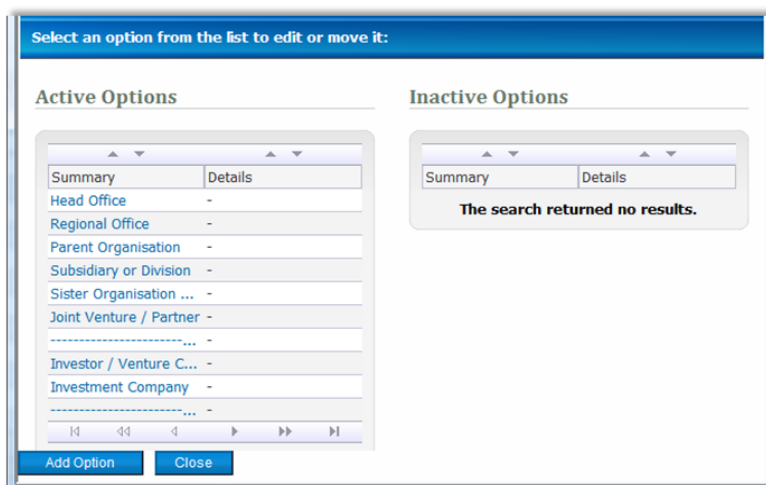 Select an option from the list to edit or move it:
Active Options
Summary Details
Head Office -
Regional Office -
Parent Organisation -
Subsidiary or Division -
Sister Organisation ... -
Joint Venture / Partner -
-----------------------... -
Investor / Venture C... -
Investment Company -
-----------------------... -
Inactive Options
Summary Details
The search returned no results.
Add Option Close